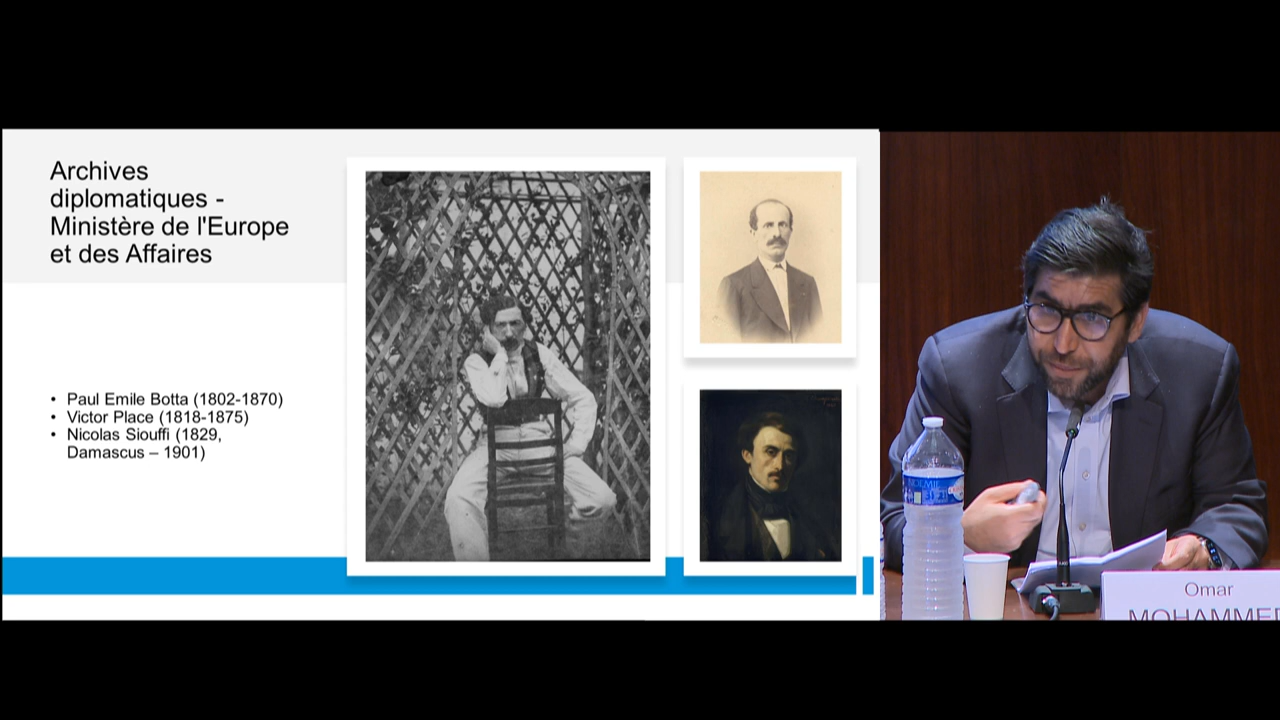 Archives
diplomatiques -
Ministère de l'Europe
et des Affaires
• Paul Emile Botta (1802-1870)
• Victor Place (1818-1875)
• Nicolas Siouffi (1829,
Damascus – 1901)
Omar
MOHAMMED